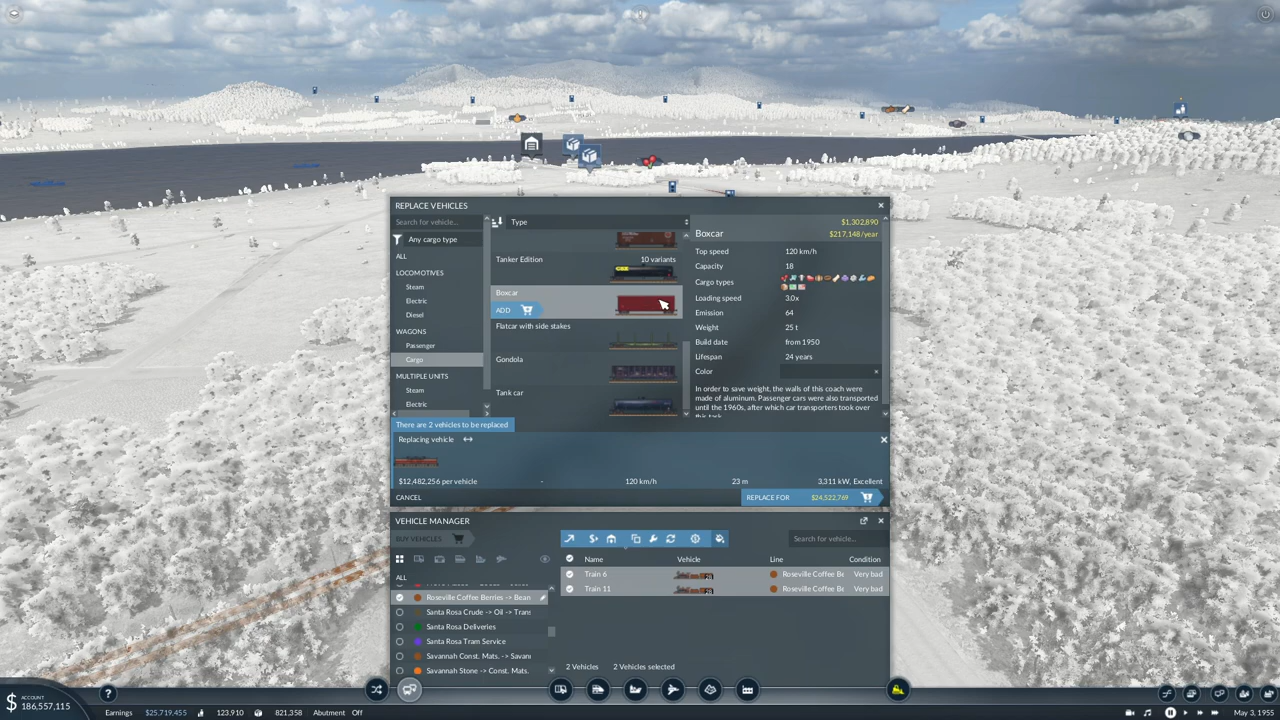 REPLACE VEHICLES
Search for vehicle...
Type
$1,302,890
Boxcar
$217,148/year
Any cargo type
ALL
LOCOMOTIVES
Steam
Electric
Diesel
WAGONS
Passenger
Cargo
MULTIPLE UNITS
Steam
Electric
Tanker Edition
10 variants
Boxcar
ADD
Flatcar with side stakes
Gondola
Tank car
Top speed 120 km/h
Capacity 18
Cargo types
Loading speed 3.0x
Emission 64
Weight 25 t
Build date from 1950
Lifespan 24 years
Color
In order to save weight, the walls of this coach were
made of aluminum. Passenger cars were also transported
until the 1960s, after which car transporters took over
this task.
There are 2 vehicles to be replaced
Replacing vehicle
$12,482,256 per vehicle - 120 km/h 23 m 3,311 kW, Excellent
CANCEL
REPLACE FOR $24,522,769
VEHICLE MANAGER
BUY VEHICLES
Search for vehicle...
ALL
Roseville Coffee Berries -> Bean
Santa Rosa Crude -> Oil -> Trans
Santa Rosa Deliveries
Santa Rosa Tram Service
Savannah Const. Mats. -> Savan
Savannah Stone -> Const. Mats.
Name Vehicle Line Condition
Train 6 Roseville Coffee Be Very bad
Train 11 Roseville Coffee Be Very bad
2 Vehicles 2 Vehicles selected
$ ACCOUNT
186,557,115
?
Earnings $25,719,455 123,910 821,358 Abutment Off
May 3, 1955